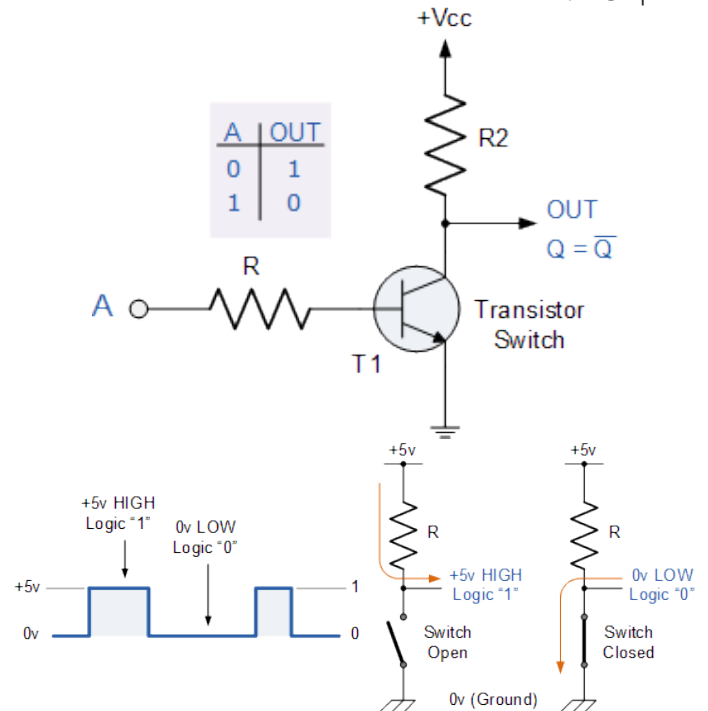 +Vcc
R2
A OUT
0 1
1 0
OUT
Q = Q̅
R
A
T1
Transistor
Switch
+5v HIGH
Logic "1"
0v LOW
Logic "0"
+5v
0v
1
0
+5v
R
+5v HIGH
Logic "1"
Switch
Open
+5v
R
0v LOW
Logic "0"
Switch
Closed
0v (Ground)